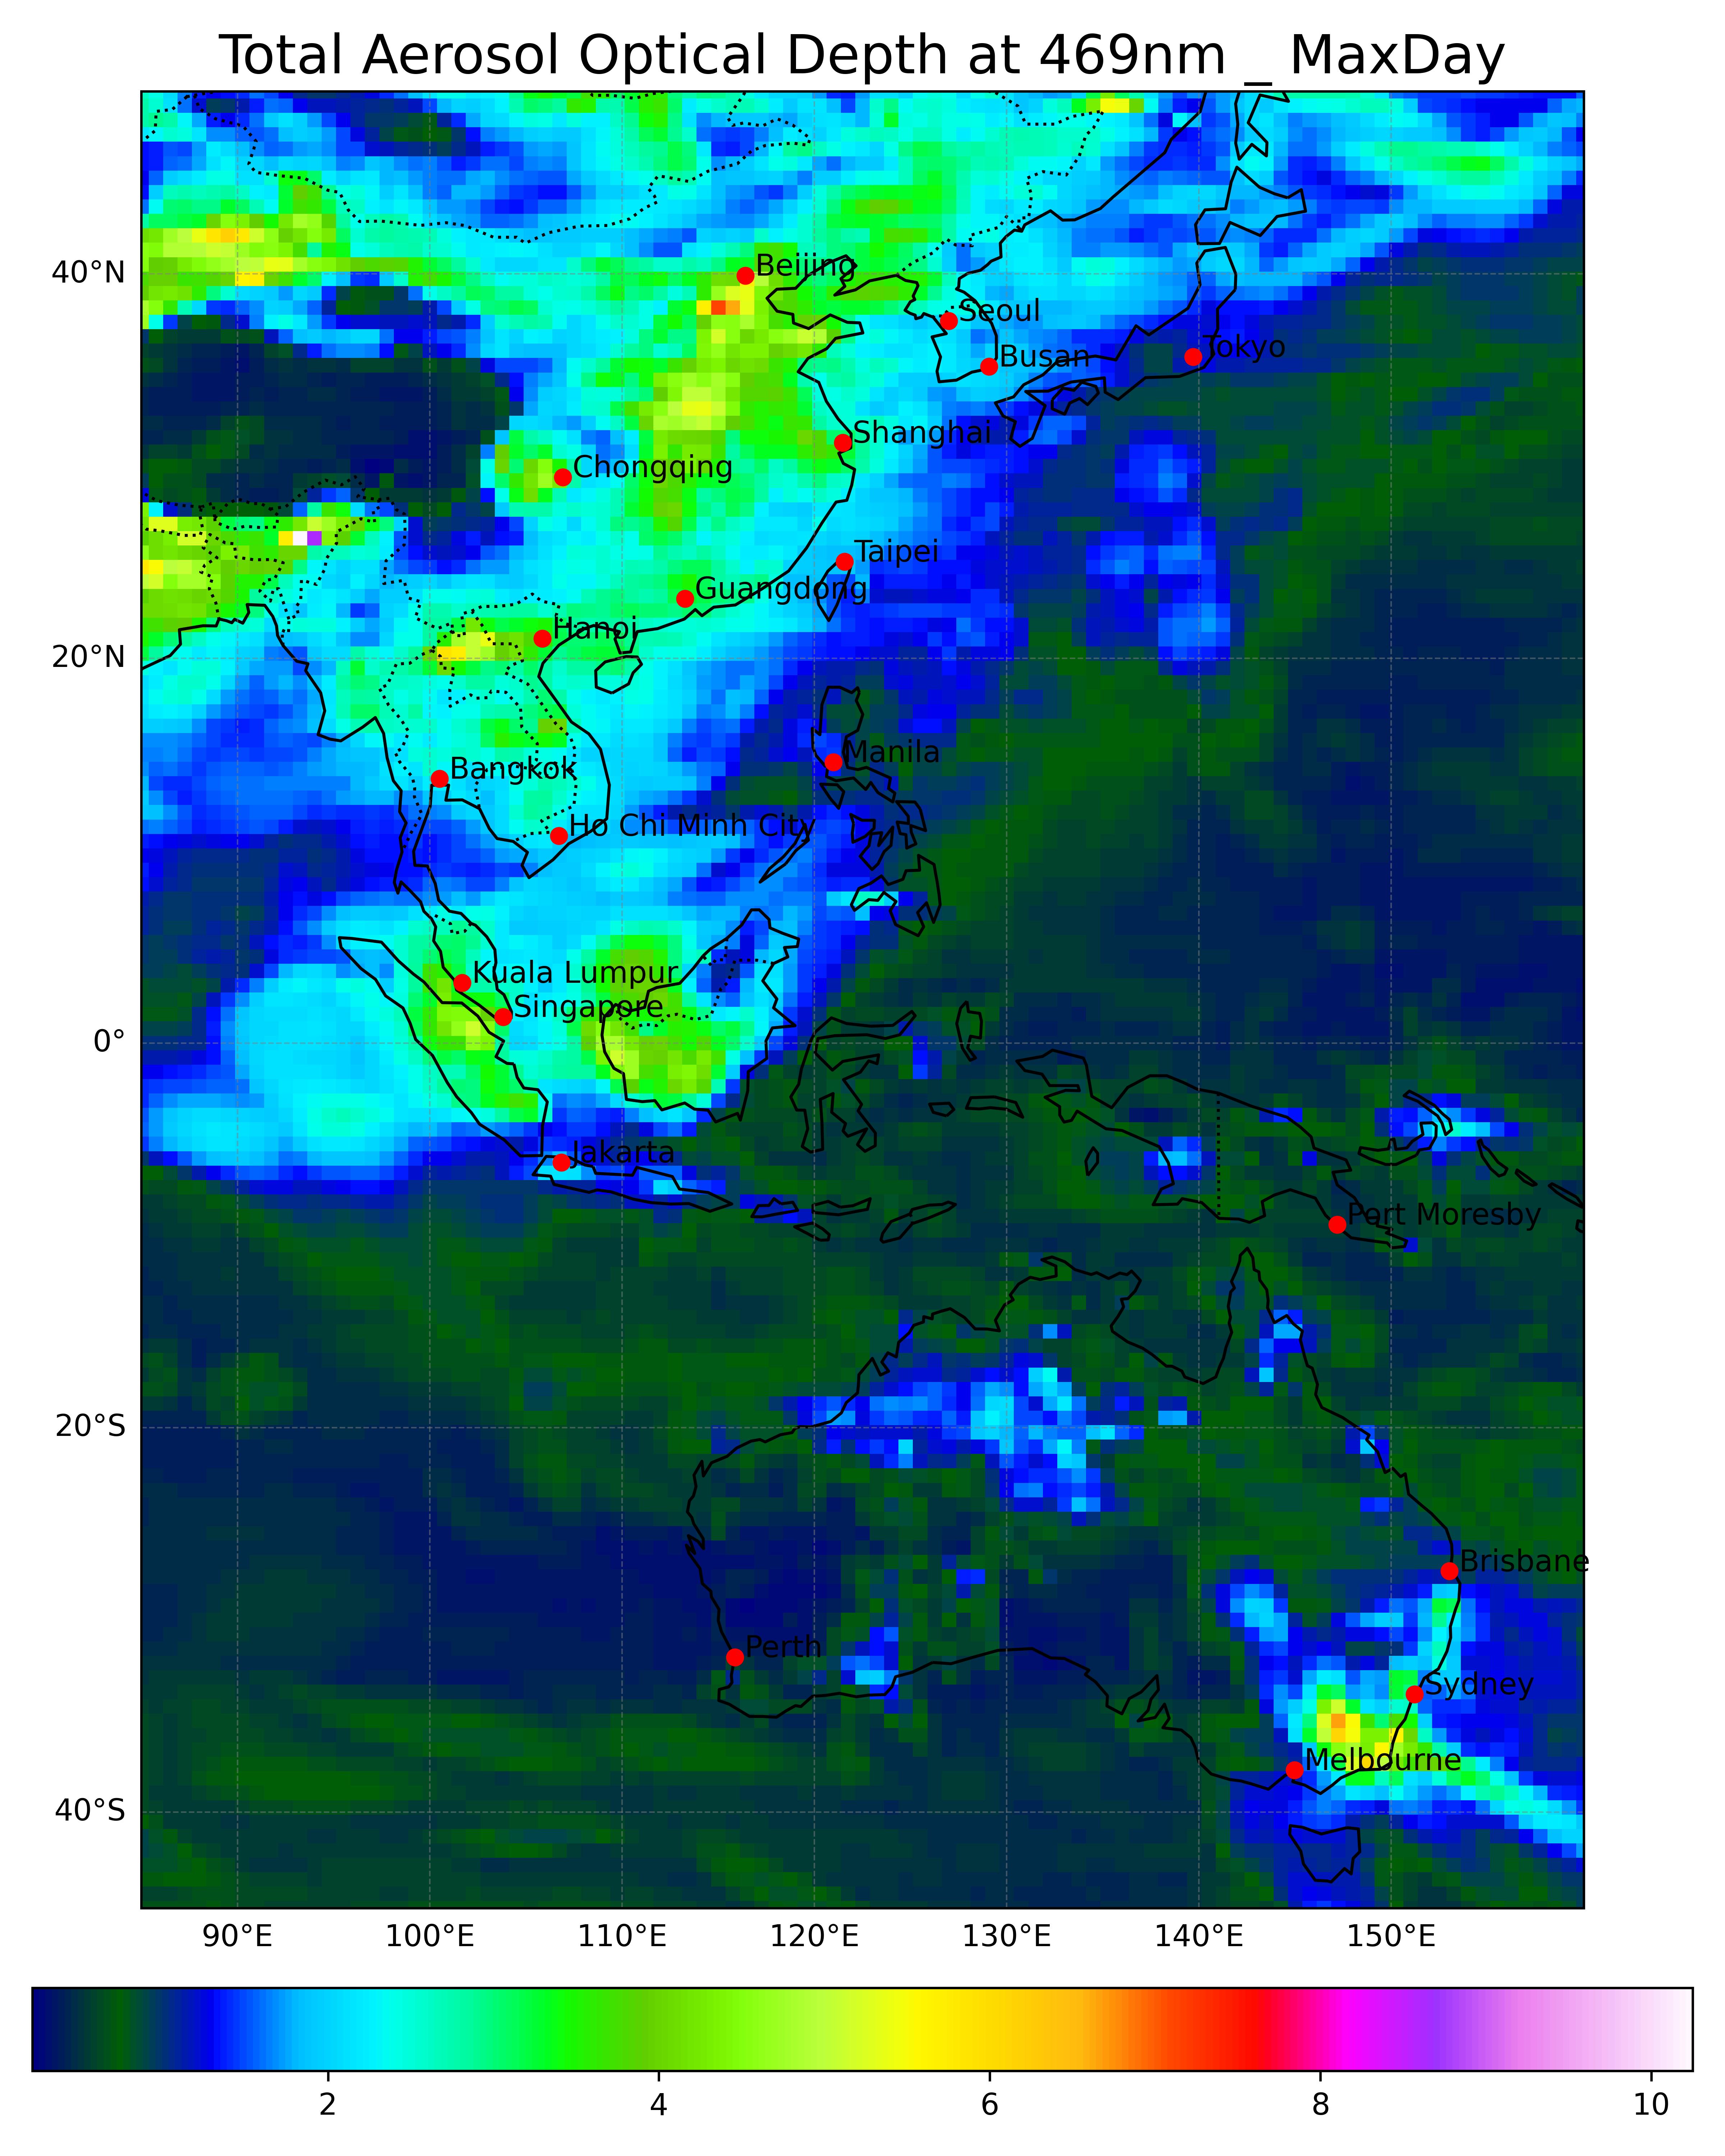 Total Aerosol Optical Depth at 469nm _ MaxDay
40°N
Beijing
Seoul
Busan
Tokyo
Shanghai
Chongqing
Taipei
Guangdong
Hanoi
20°N
Manila
Bangkok
Ho Chi Minh City
Kuala Lumpur
Singapore
0°
Jakarta
Port Moresby
20°S
Brisbane
Perth
Sydney
Melbourne
40°S
90°E 100°E 110°E 120°E 130°E 140°E 150°E
2 4 6 8 10